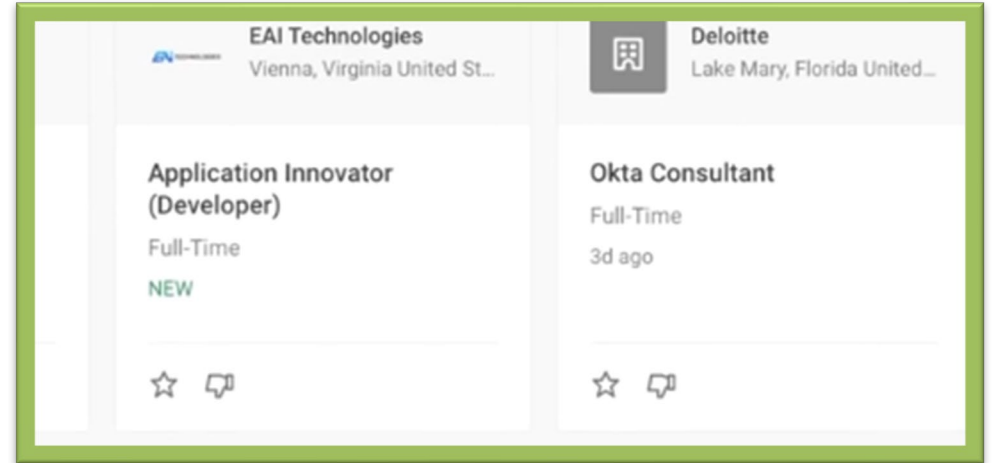 EAI Technologies
Vienna, Virginia United St...
Application Innovator
(Developer)
Full-Time
NEW
Deloitte
Lake Mary, Florida United...
Okta Consultant
Full-Time
3d ago